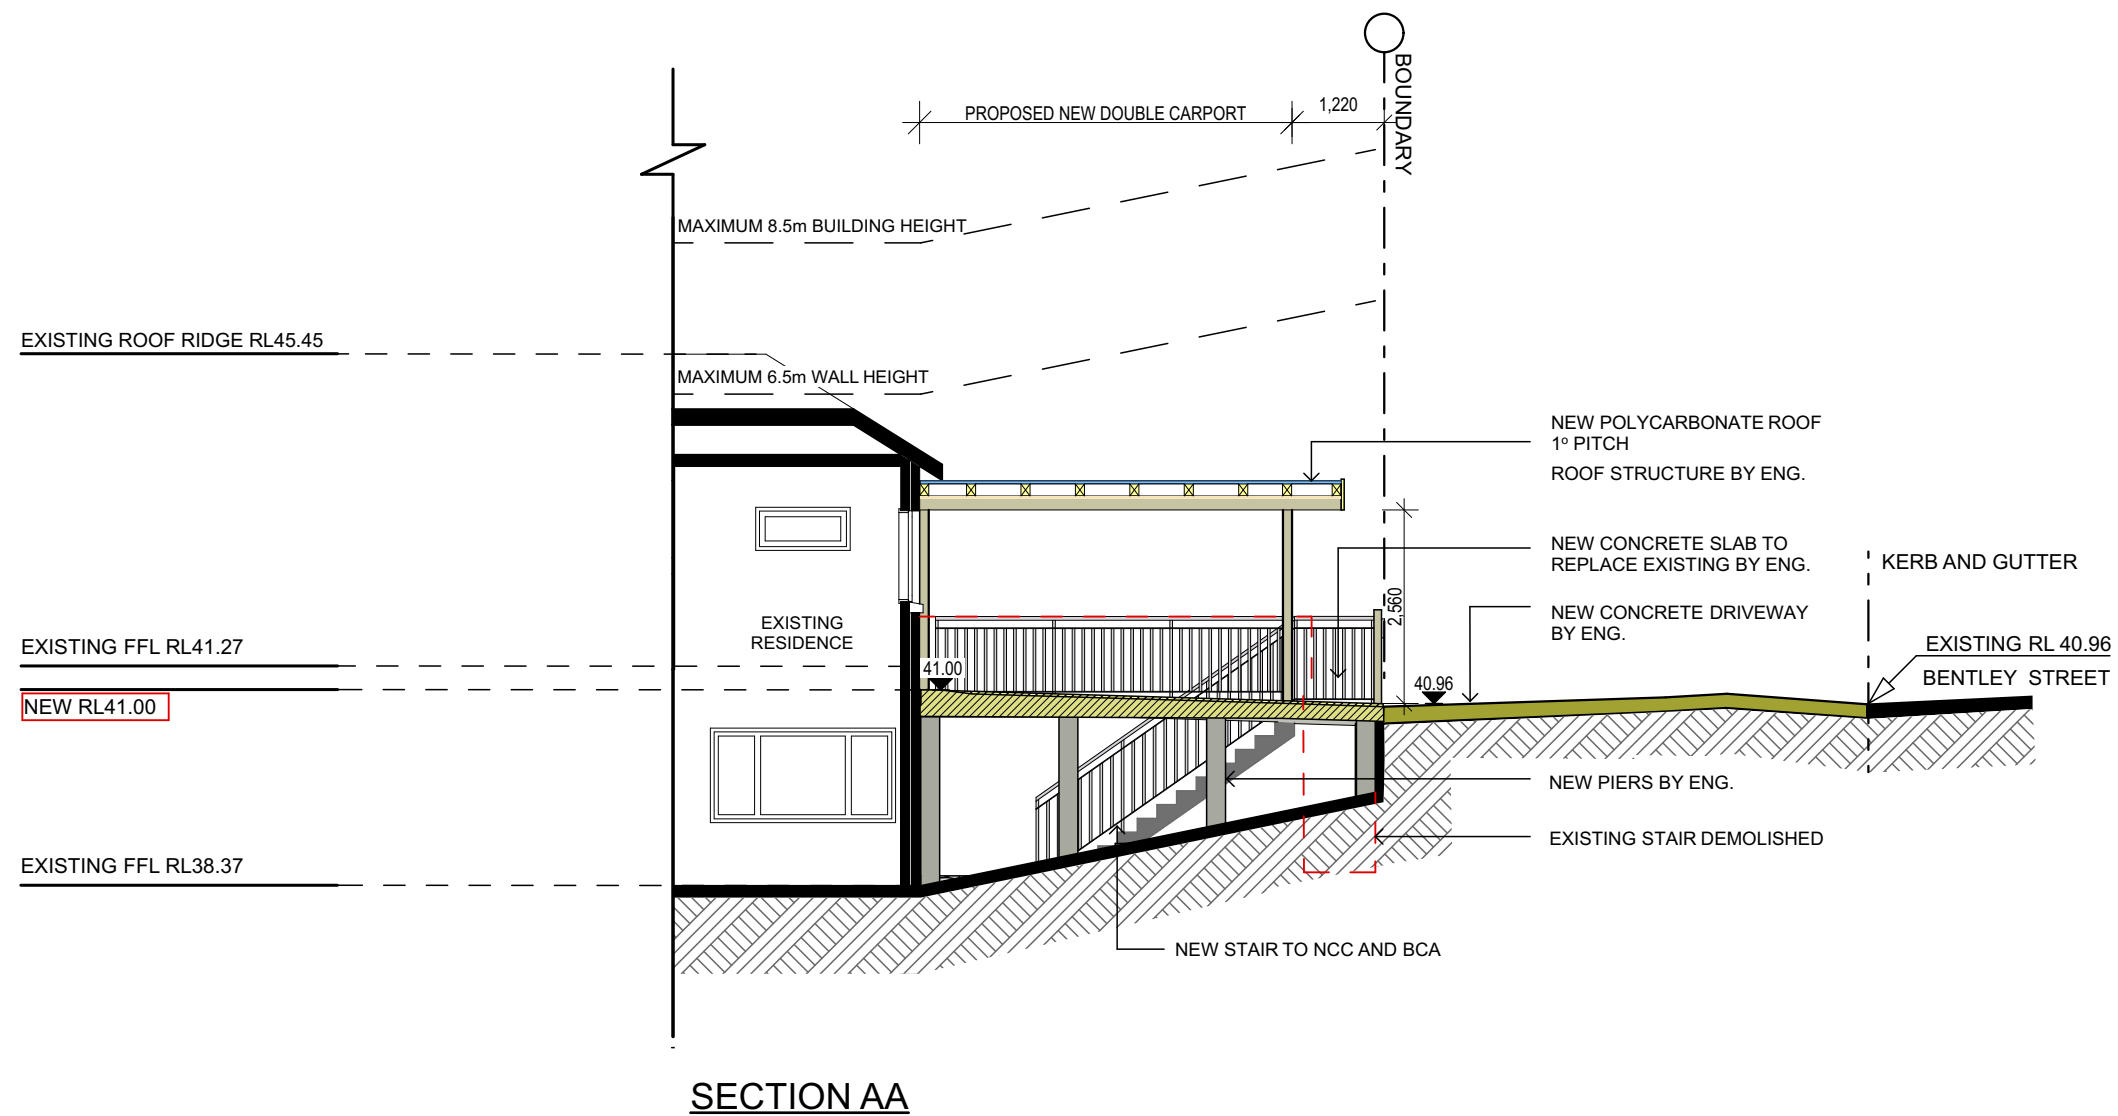 BOUNDARY
PROPOSED NEW DOUBLE CARPORT
1,220
MAXIMUM 8.5m BUILDING HEIGHT
EXISTING ROOF RIDGE RL45.45
MAXIMUM 6.5m WALL HEIGHT
NEW POLYCARBONATE ROOF
1º PITCH
ROOF STRUCTURE BY ENG.
NEW CONCRETE SLAB TO
REPLACE EXISTING BY ENG.
KERB AND GUTTER
2,560
NEW CONCRETE DRIVEWAY
BY ENG.
EXISTING
RESIDENCE
EXISTING FFL RL41.27
EXISTING RL 40.96
BENTLEY STREET
41.00
40.96
NEW RL41.00
NEW PIERS BY ENG.
EXISTING STAIR DEMOLISHED
EXISTING FFL RL38.37
NEW STAIR TO NCC AND BCA
SECTION AA